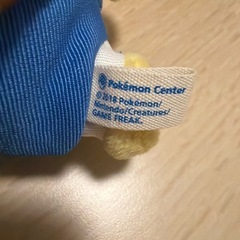 Pokémon Center
©2018 Pokémon/
Nintendo/Creatures/
GAME FREAK.